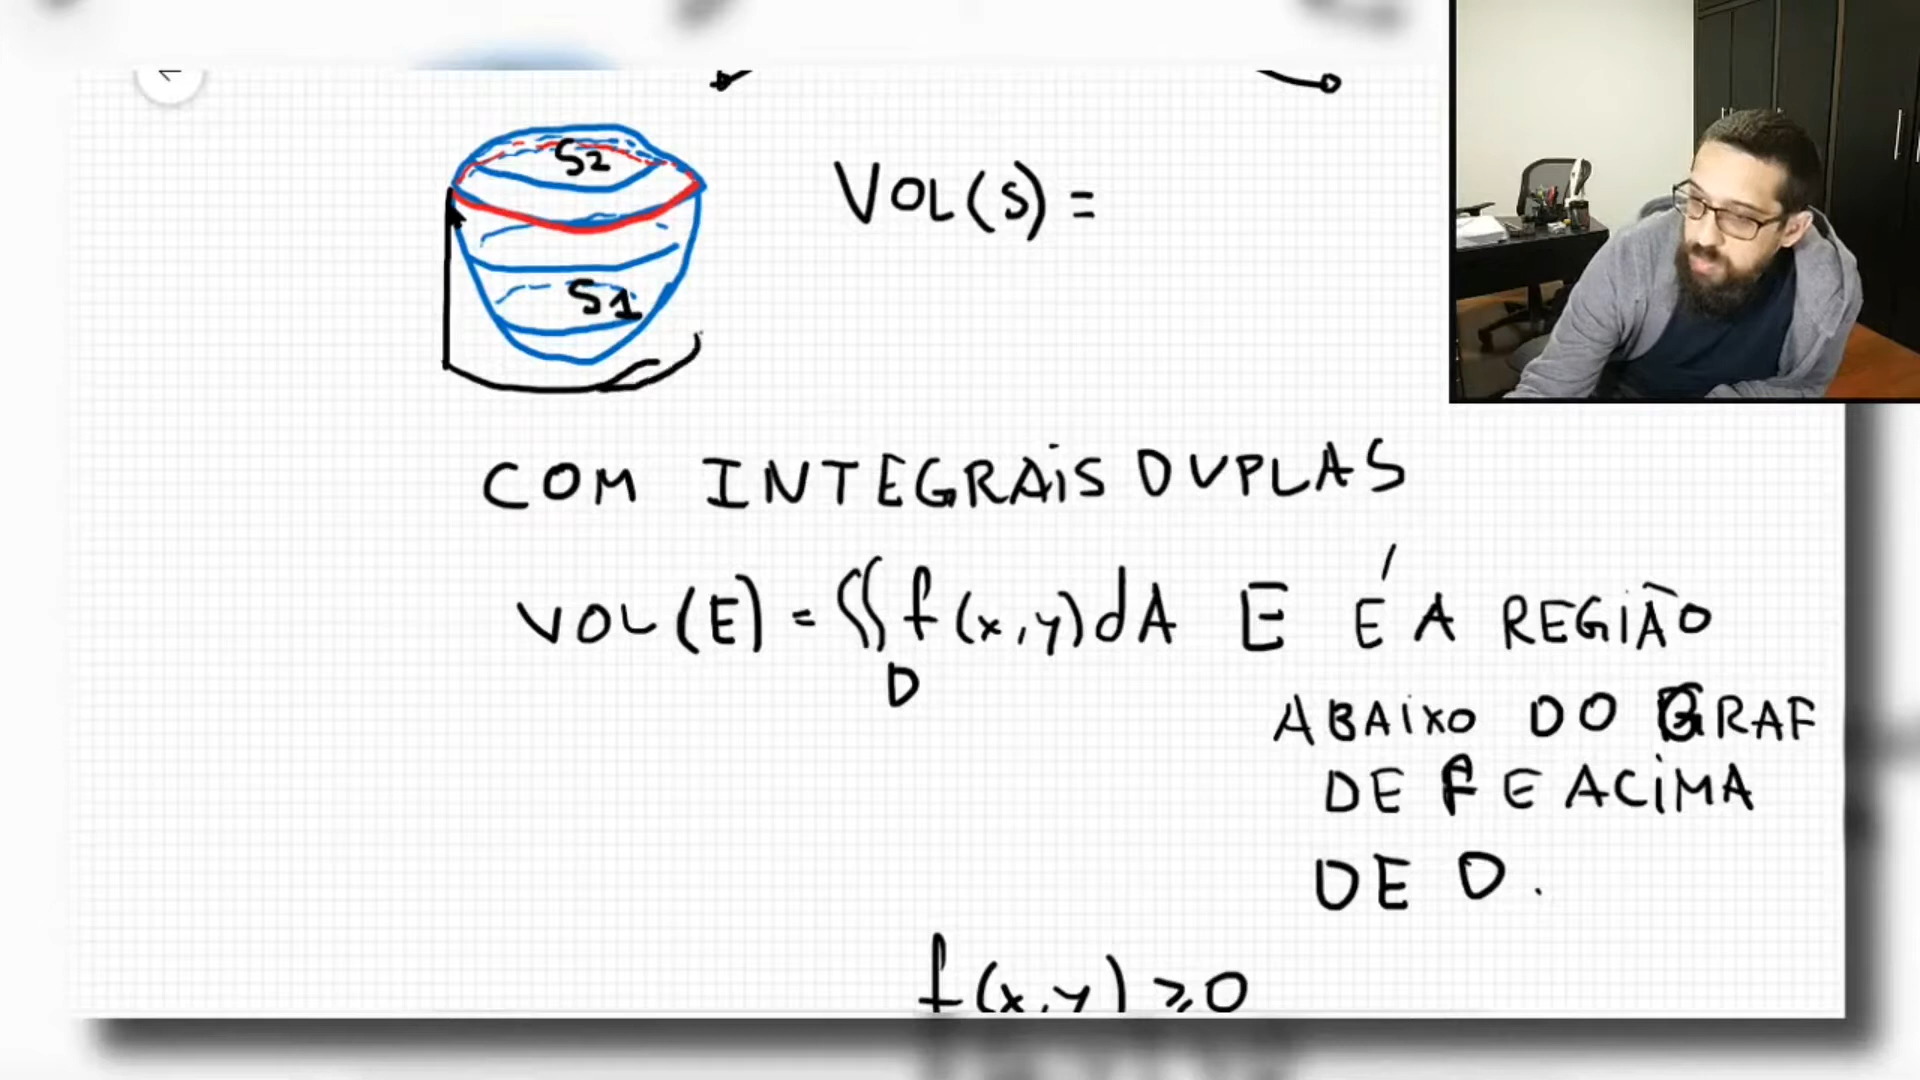 S2
S1
VOL(S) =
COM INTEGRAIS DUPLAS
VOL(E) = ∬ f(x,y)dA E É A REGIÃO
D
ABAIXO DO GRAF
DE F E ACIMA
DE D.
f(x,y) ⩾ 0